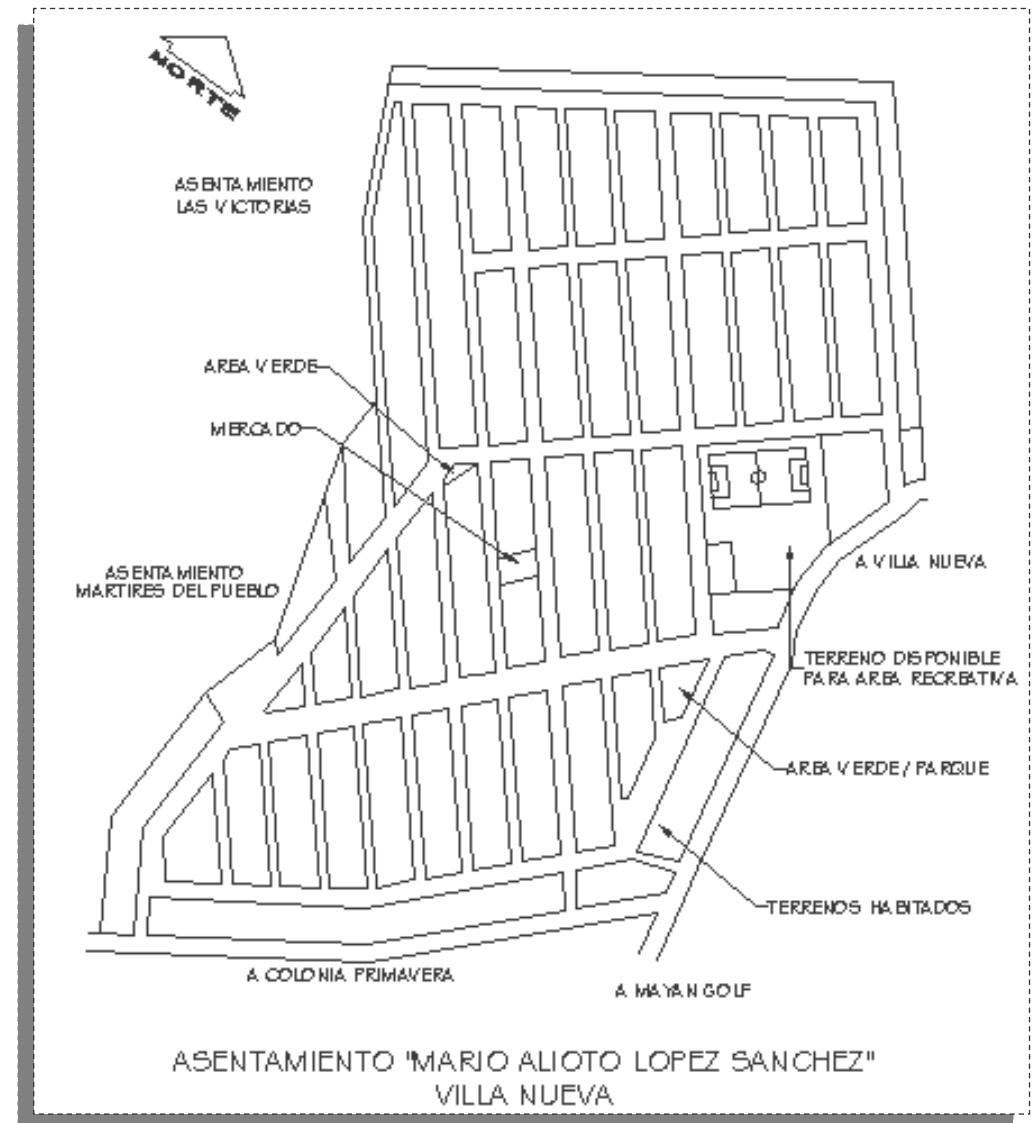 NORTE
ASENTAMIENTO
LAS VICTORIAS
AREA VERDE
MERCADO
ASENTAMIENTO
MARTIRES DEL PUEBLO
A VILLA NUEVA
TERRENO DISPONIBLE
PARA AREA RECREATIVA
AREA VERDE / PARQUE
TERRENOS HABITADOS
A COLONIA PRIMAVERA
A MAYAN GOLF
ASENTAMIENTO "MARIO ALIOTO LOPEZ SANCHEZ"
VILLA NUEVA